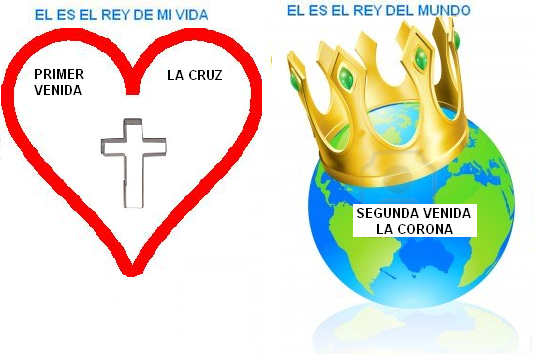 EL ES EL REY DE MI VIDA
PRIMER
VENIDA
LA CRUZ
EL ES EL REY DEL MUNDO
SEGUNDA VENIDA
LA CORONA